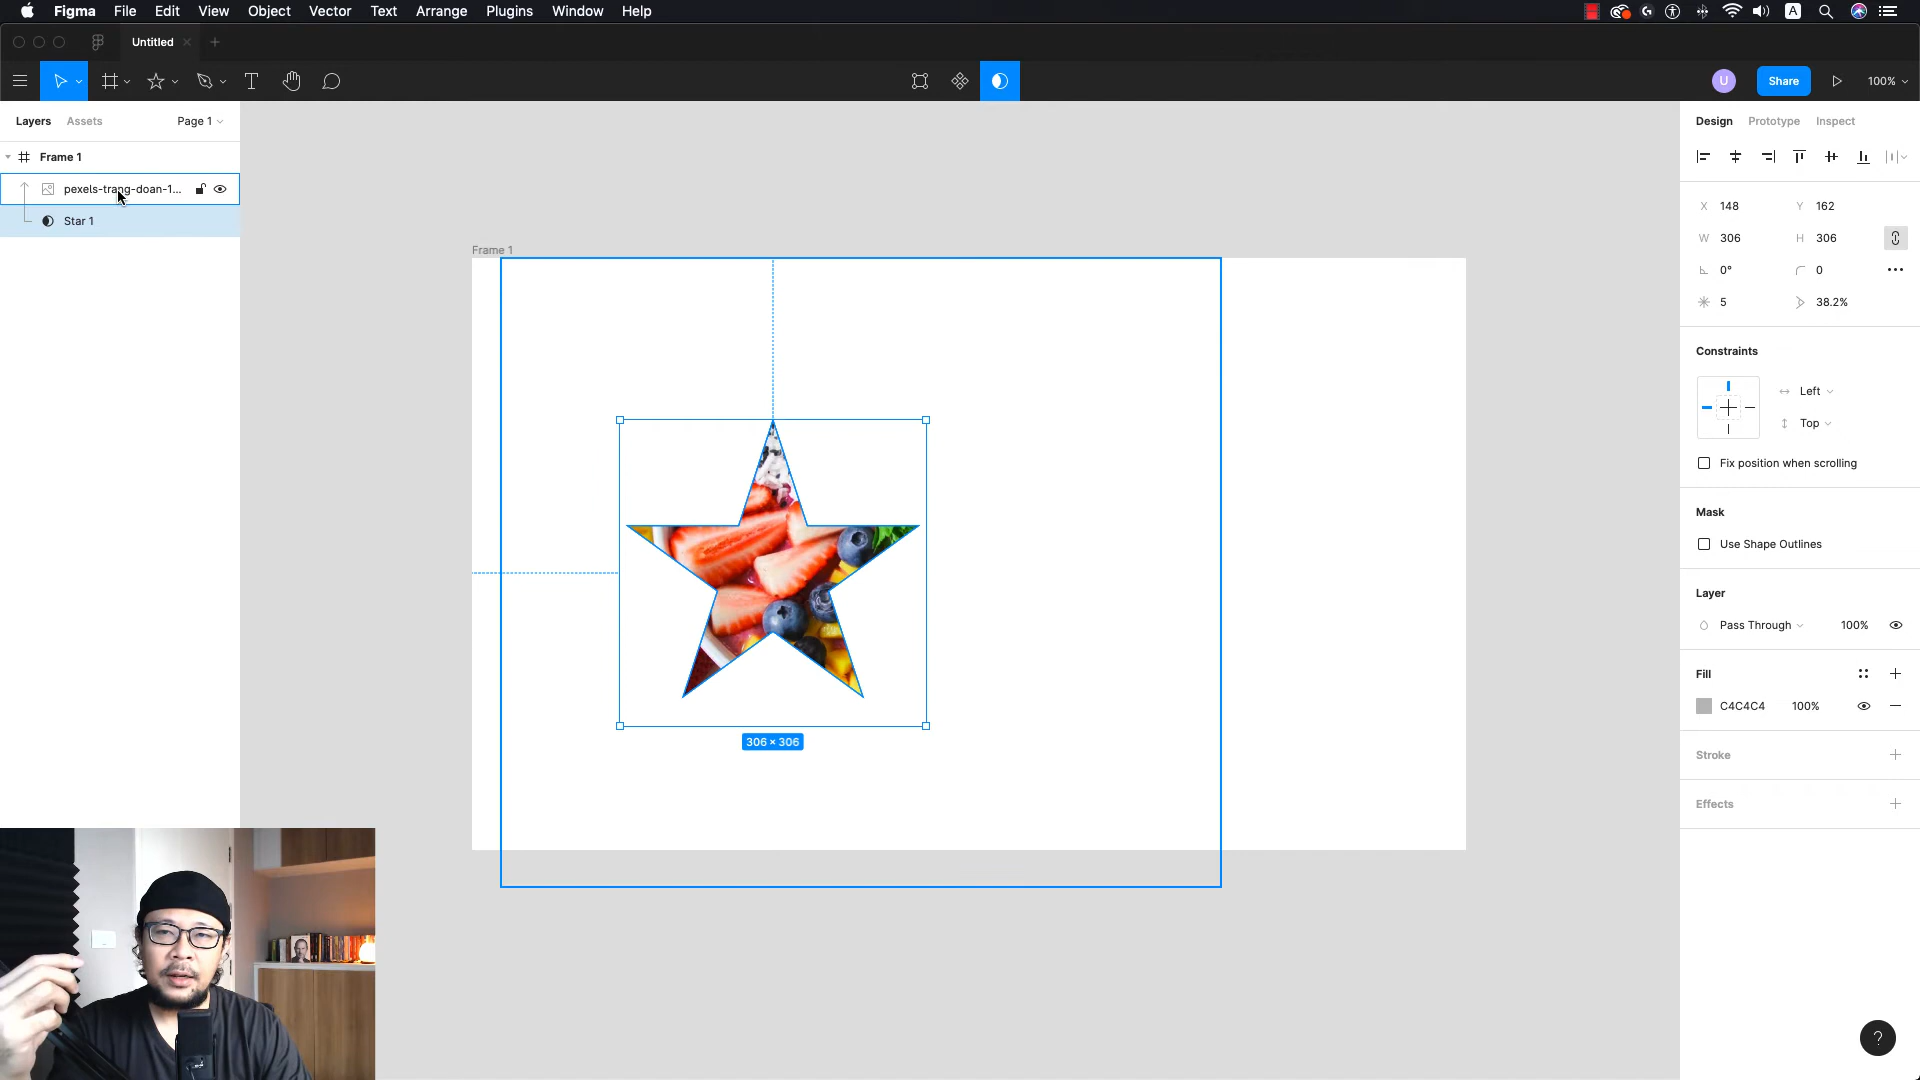 Figma File Edit View Object Vector Text Arrange Plugins Window Help A
Untitled
U Share 100%
Layers Assets Page 1
Design Prototype Inspect
Frame 1
pexels-trang-doan-1...
Star 1
Frame 1
306 × 306
X 148 Y 162
W 306 H 306
0° 0
5 38.2%
Constraints
Left
Top
Fix position when scrolling
Mask
Use Shape Outlines
Layer
Pass Through 100%
Fill
C4C4C4 100%
Stroke
Effects
?